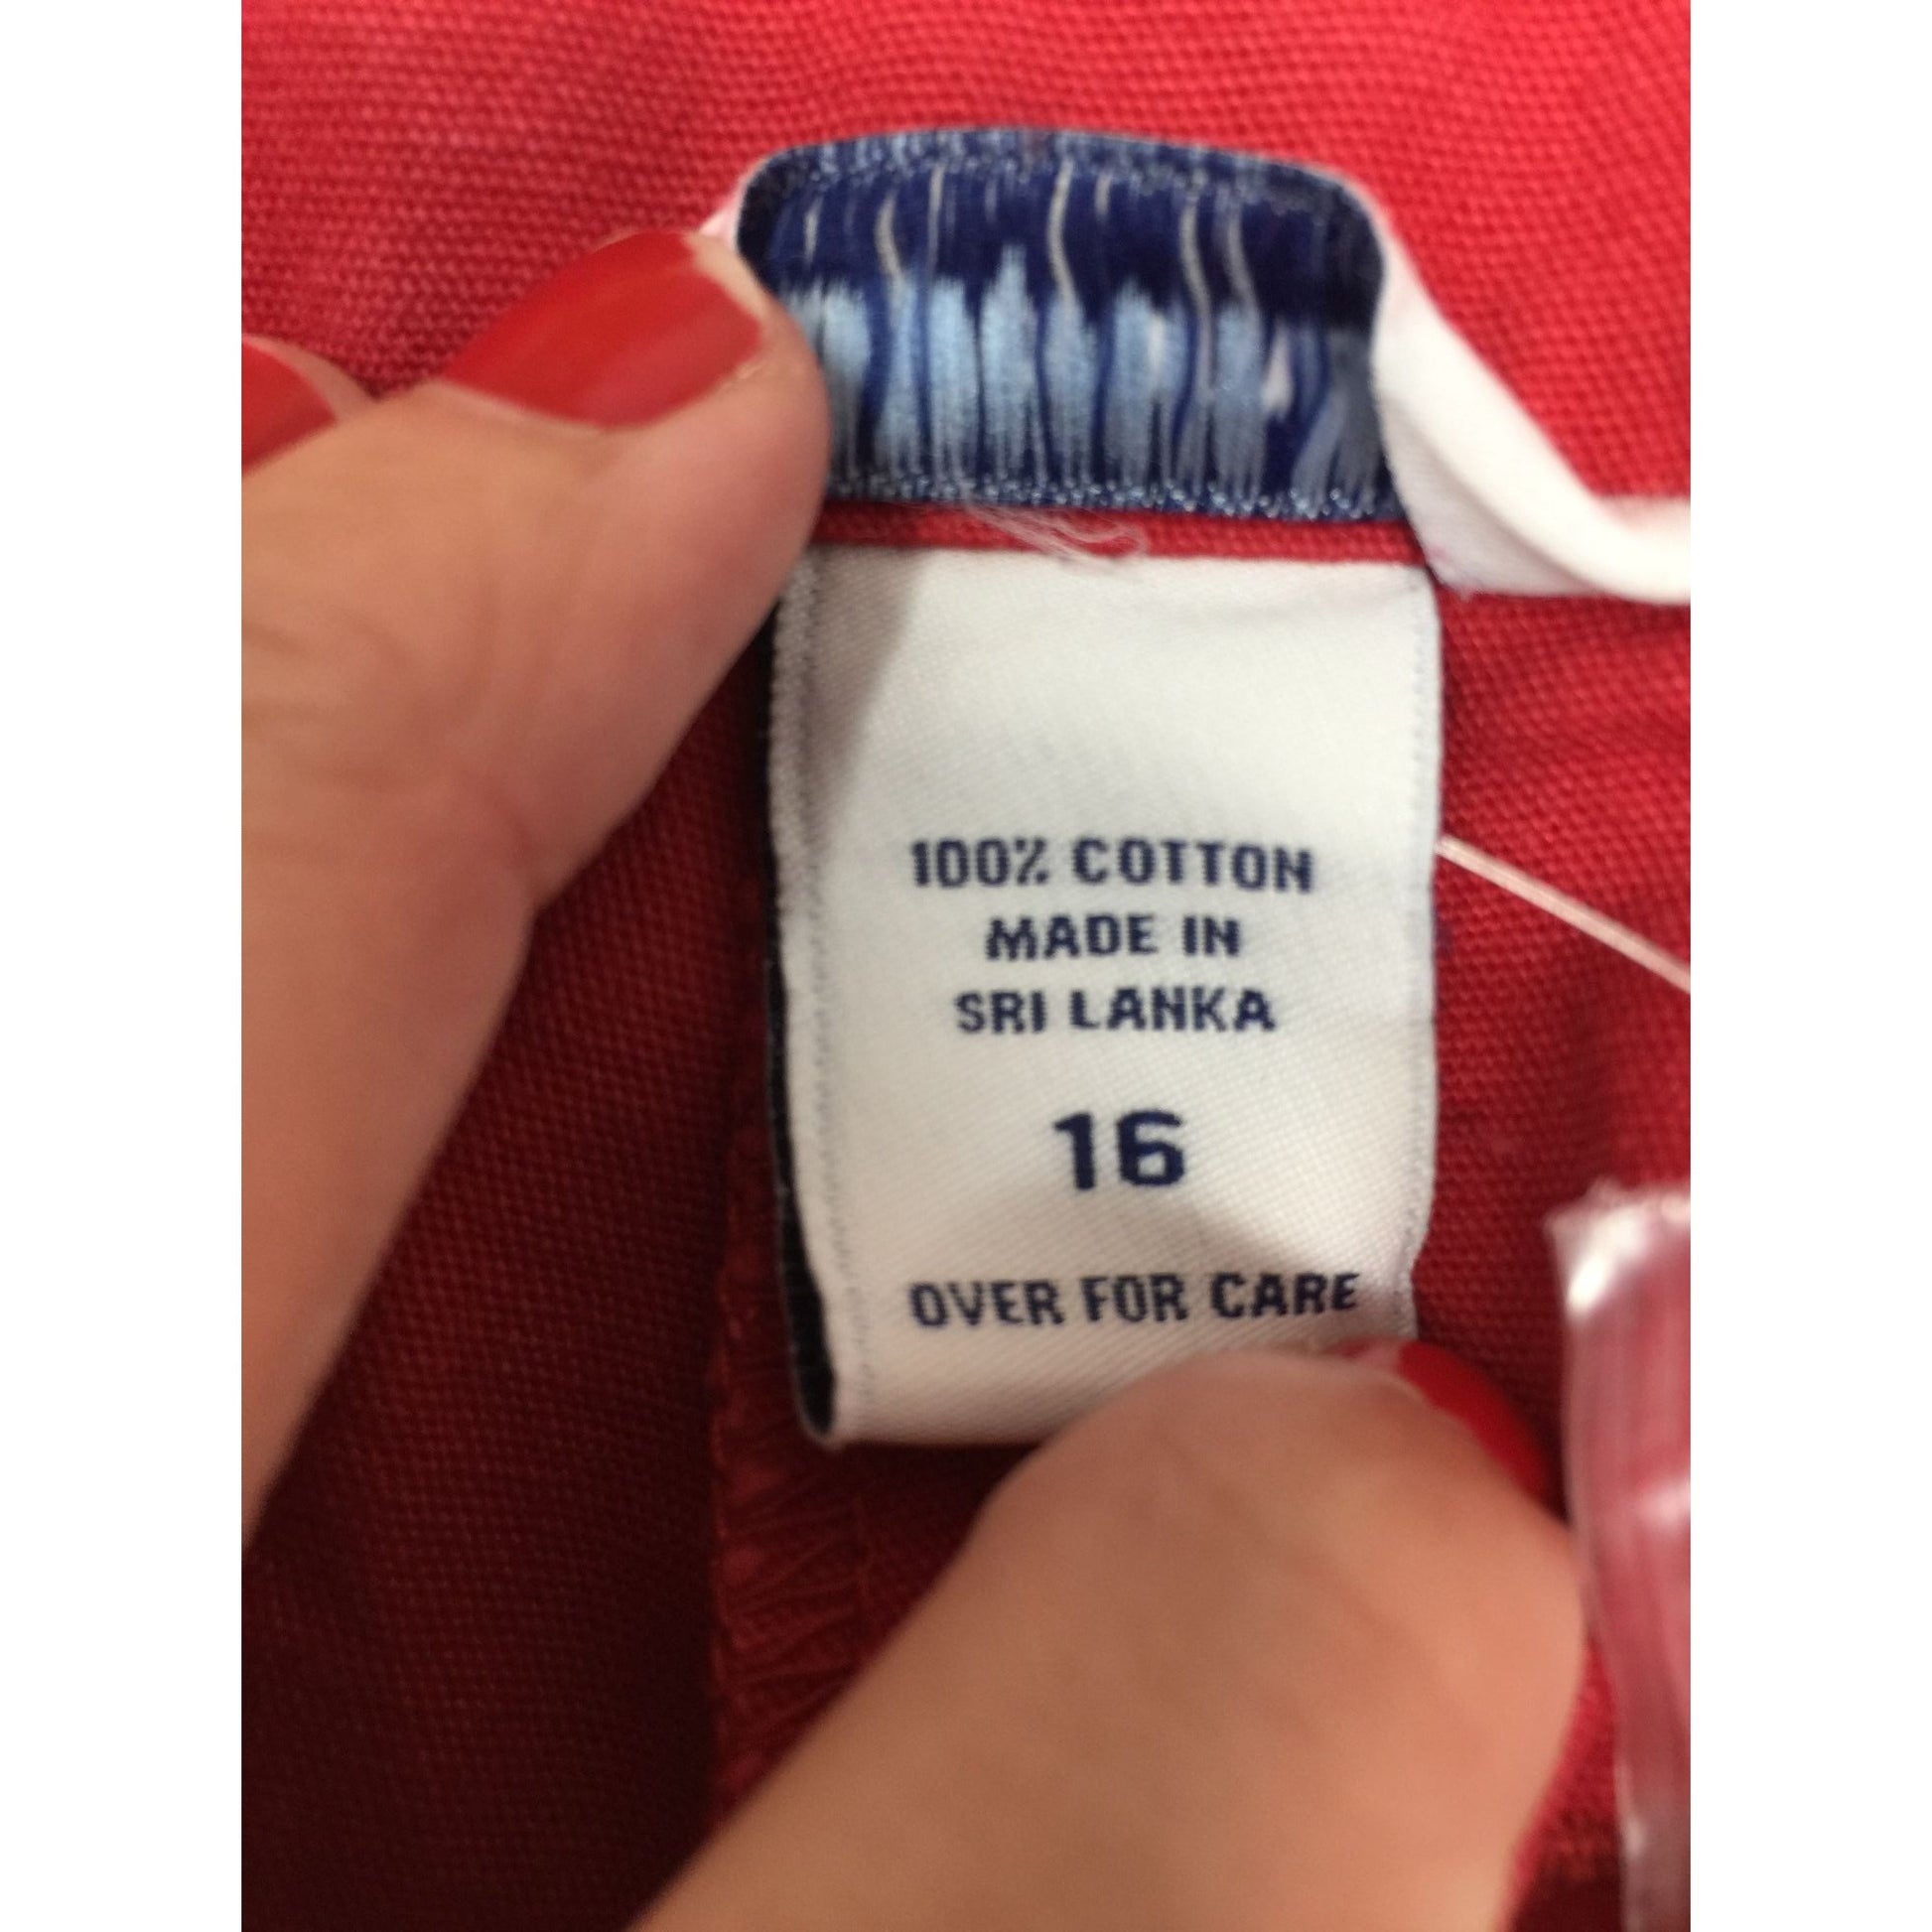 100% COTTON
MADE IN
SRI LANKA
16
OVER FOR CARE